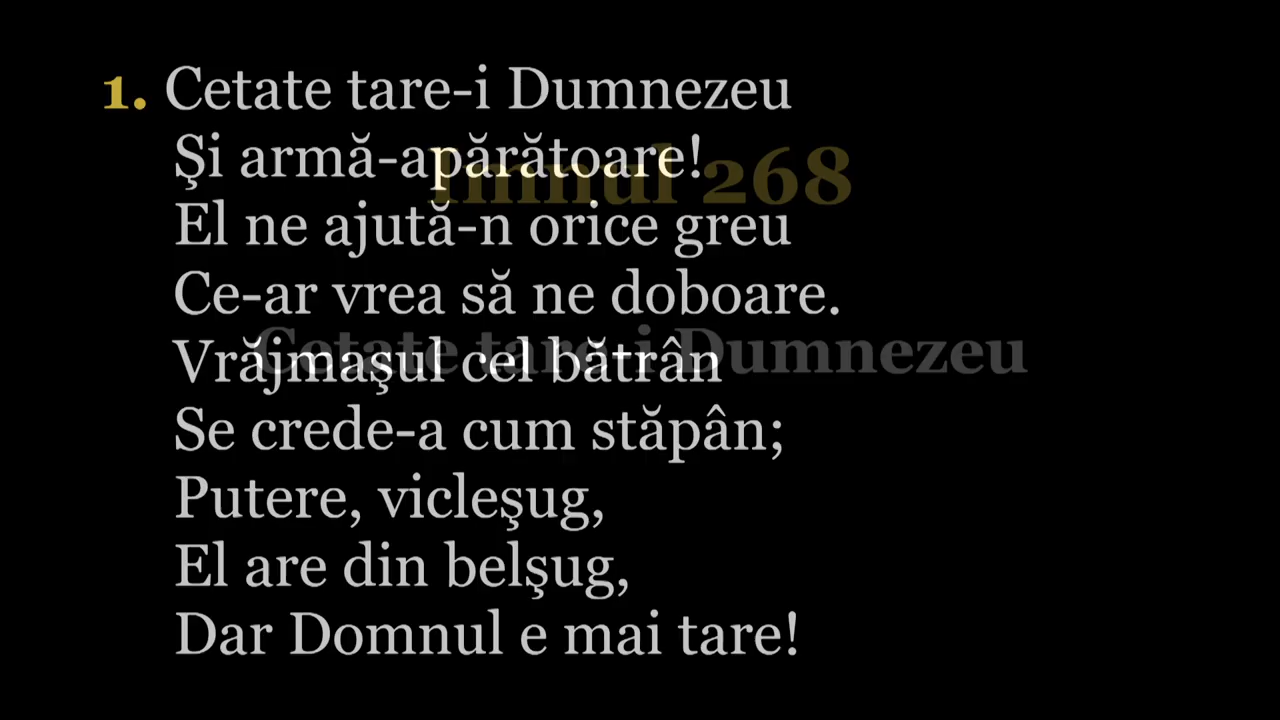 1. Cetate tare-i Dumnezeu
Şi armă-apărătoare!
Imnul 268
El ne ajută-n orice greu
Ce-ar vrea să ne doboare.
Cetate tare-i Dumnezeu
Vrăjmaşul cel bătrân
Se crede-a cum stăpân;
Putere, vicleşug,
El are din belşug,
Dar Domnul e mai tare!